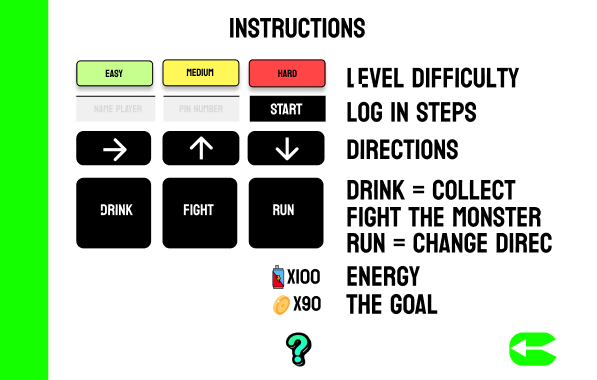 INSTRUCTIONS
EASY MEDIUM HARD LEVEL DIFFICULTY
NAME PLAYER PIN NUMBER START LOG IN STEPS
→ ↑ ↓ DIRECTIONS
DRINK FIGHT RUN DRINK = COLLECT
FIGHT THE MONSTER
RUN = CHANGE DIREC
X100 ENERGY
X90 THE GOAL
?